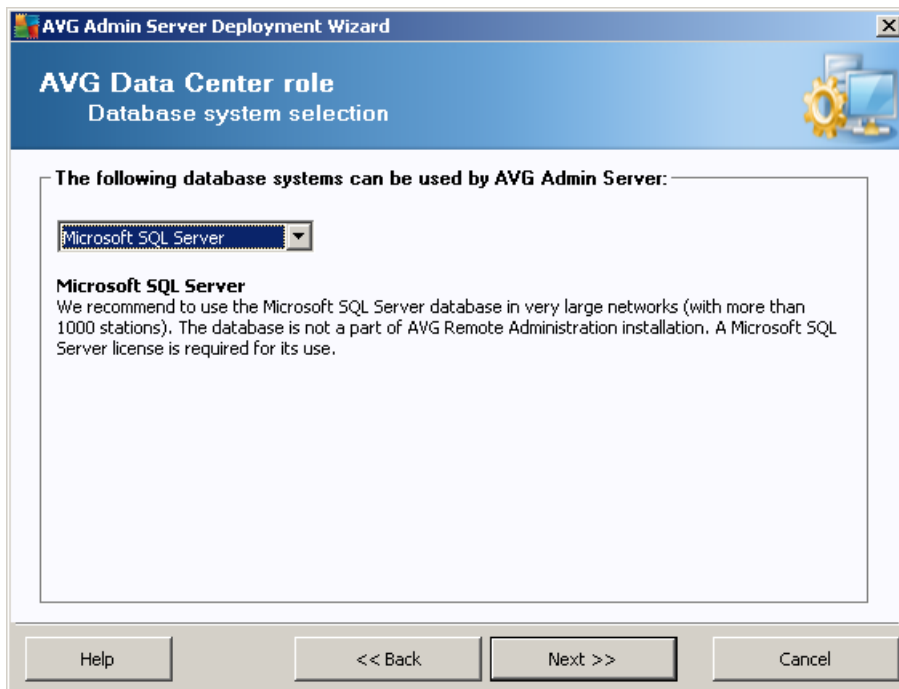 AVG Admin Server Deployment Wizard
AVG Data Center role
Database system selection
The following database systems can be used by AVG Admin Server:
Microsoft SQL Server
Microsoft SQL Server
We recommend to use the Microsoft SQL Server database in very large networks (with more than
1000 stations). The database is not a part of AVG Remote Administration installation. A Microsoft SQL
Server license is required for its use.
Help
<< Back
Next >>
Cancel